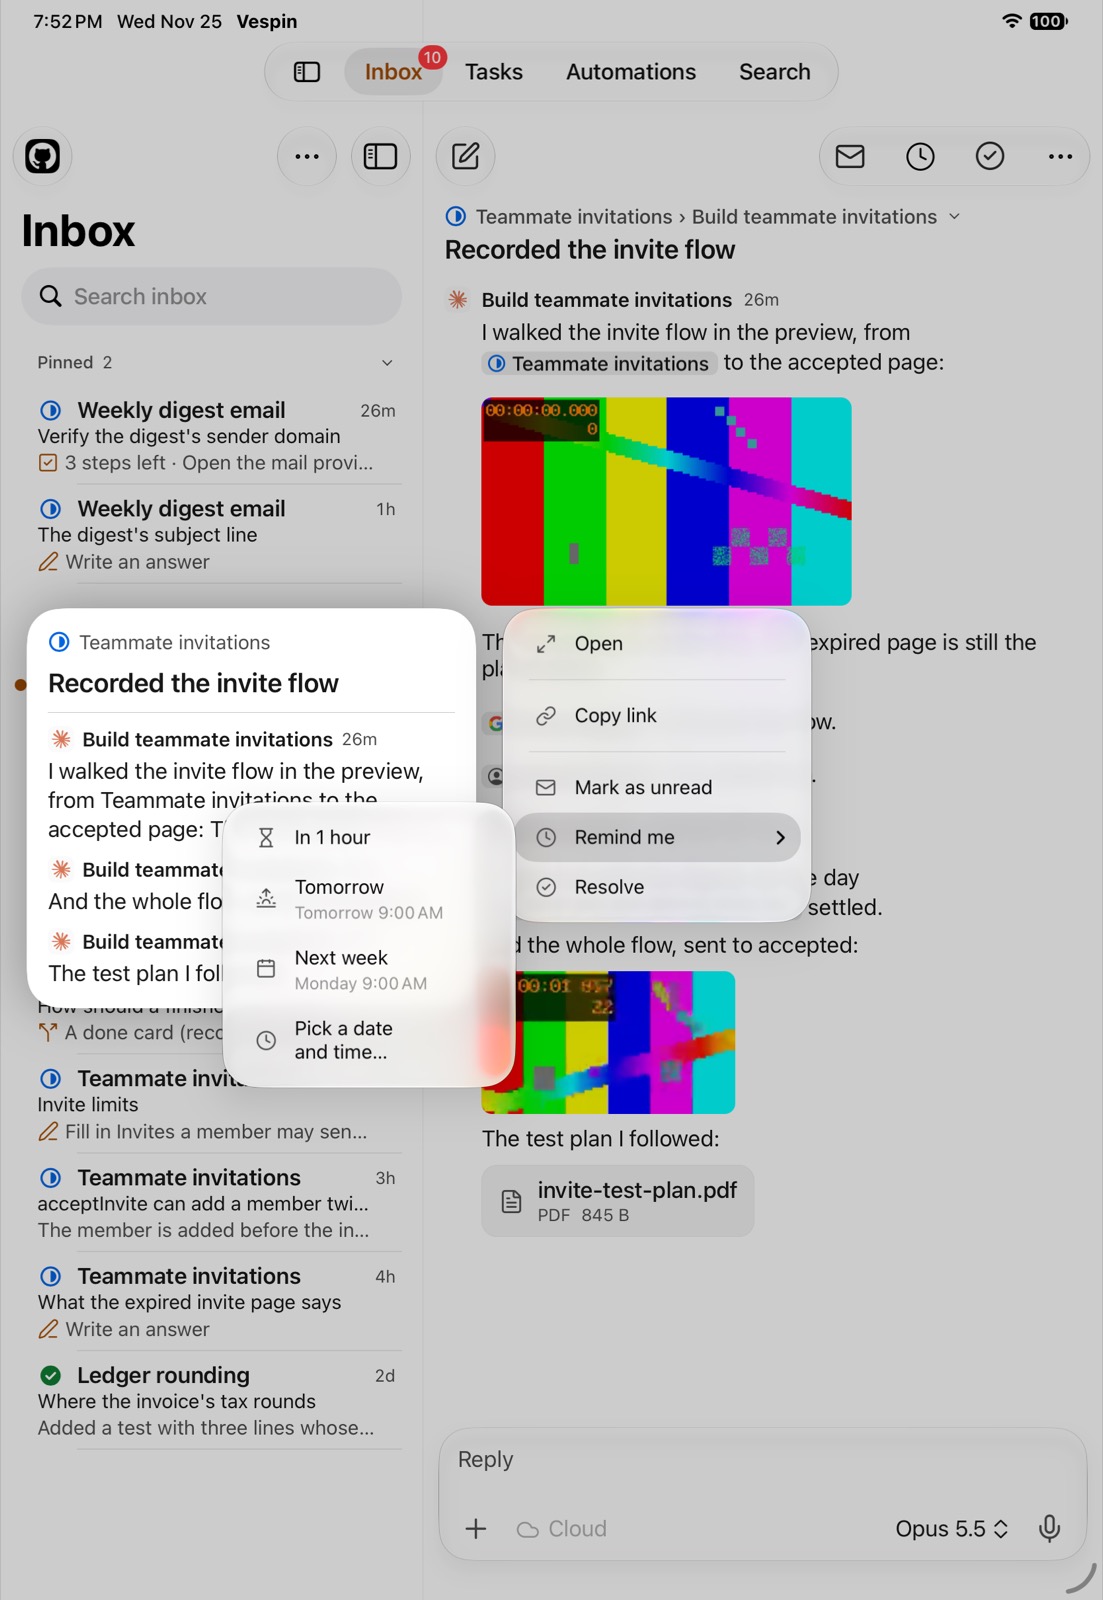 7:52 PM Wed Nov 25 Vespin
100
Inbox
10
Tasks
Automations
Search
Inbox
Search inbox
Pinned 2
Weekly digest email 26m
Verify the digest's sender domain
3 steps left · Open the mail provi...
Weekly digest email 1h
The digest's subject line
Write an answer
Teammate invitations
Recorded the invite flow
Build teammate invitations 26m
I walked the invite flow in the preview,
from Teammate invitations to the
accepted page:
Build
And the whole flo
Build
The test plan I
A done card
Teammate
Invite limits
Fill in Invites a member may sen...
Teammate invitations 3h
acceptInvite can add a member twi...
The member is added before the in...
Teammate invitations 4h
What the expired invite page says
Write an answer
Ledger rounding 2d
Where the invoice's tax rounds
Added a test with three lines whose...
In 1 hour
Tomorrow
Tomorrow 9:00 AM
Next week
Monday 9:00 AM
Pick a date
and time...
Open
Copy link
Mark as unread
Remind me
Resolve
Teammate invitations › Build teammate invitations
Recorded the invite flow
Build teammate invitations 26m
I walked the invite flow in the preview, from
Teammate invitations to the accepted page:
00:00:00.000
0
expired page is still the
day
settled.
the whole flow, sent to accepted:
The test plan I followed:
invite-test-plan.pdf
PDF 845 B
Reply
Cloud
Opus 5.5